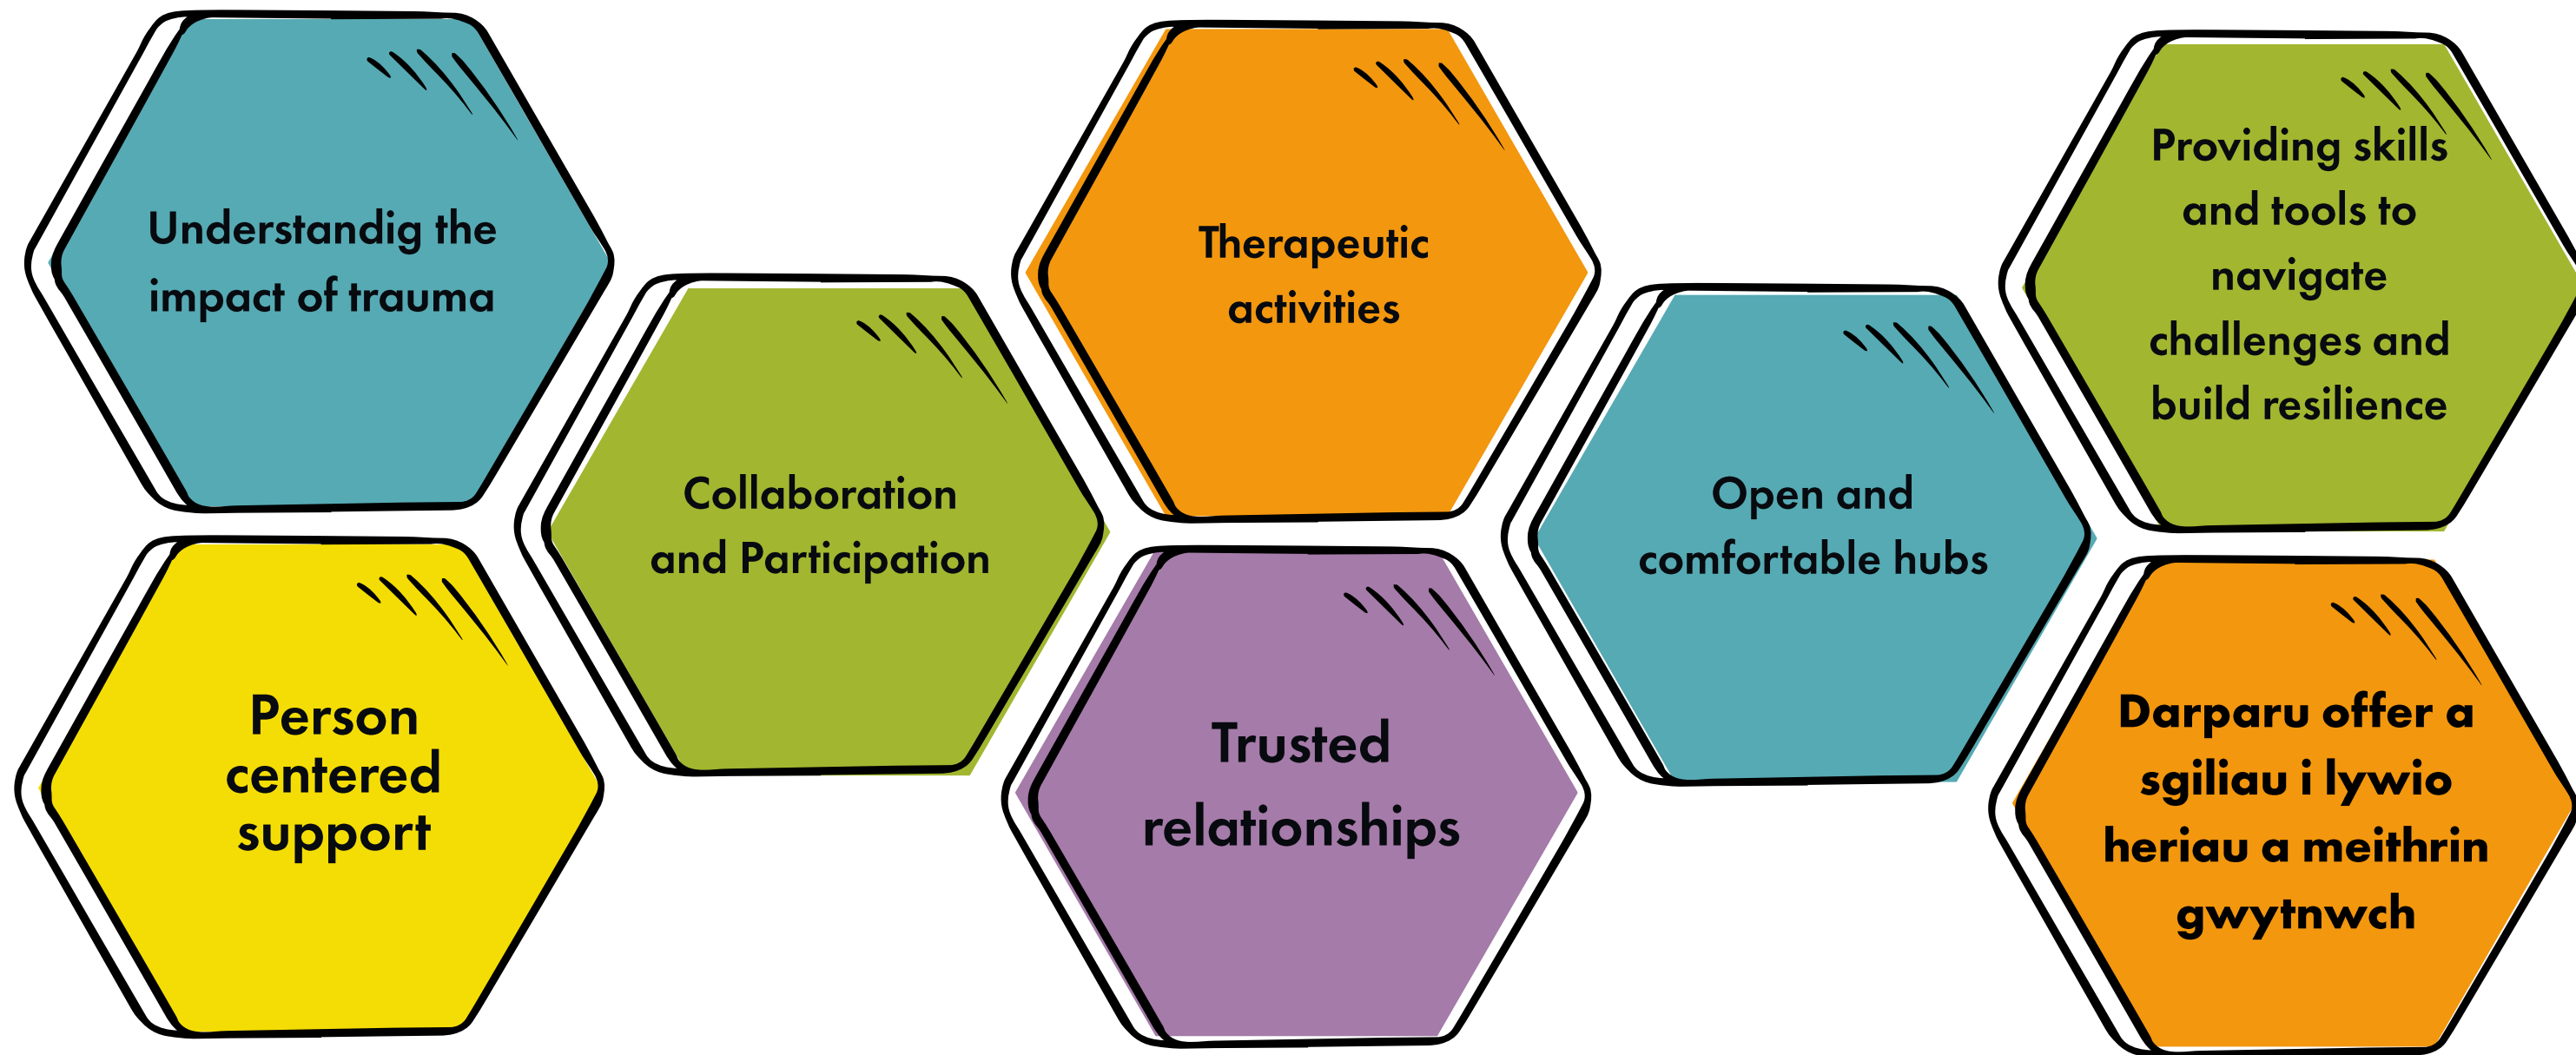 Understandig the
impact of trauma
Person
centered
support
Collaboration
and Participation
Therapeutic
activities
Trusted
relationships
Open and
comfortable hubs
Providing skills
and tools to
navigate
challenges and
build resilience
Darparu offer a
sgiliau i lywio
heriau a meithrin
gwytnwch